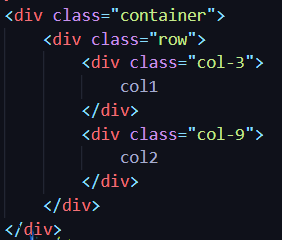 <div class="container">
    <div class="row">
        <div class="col-3">
            col1
        </div>
        <div class="col-9">
            col2
        </div>
    </div>
</div>